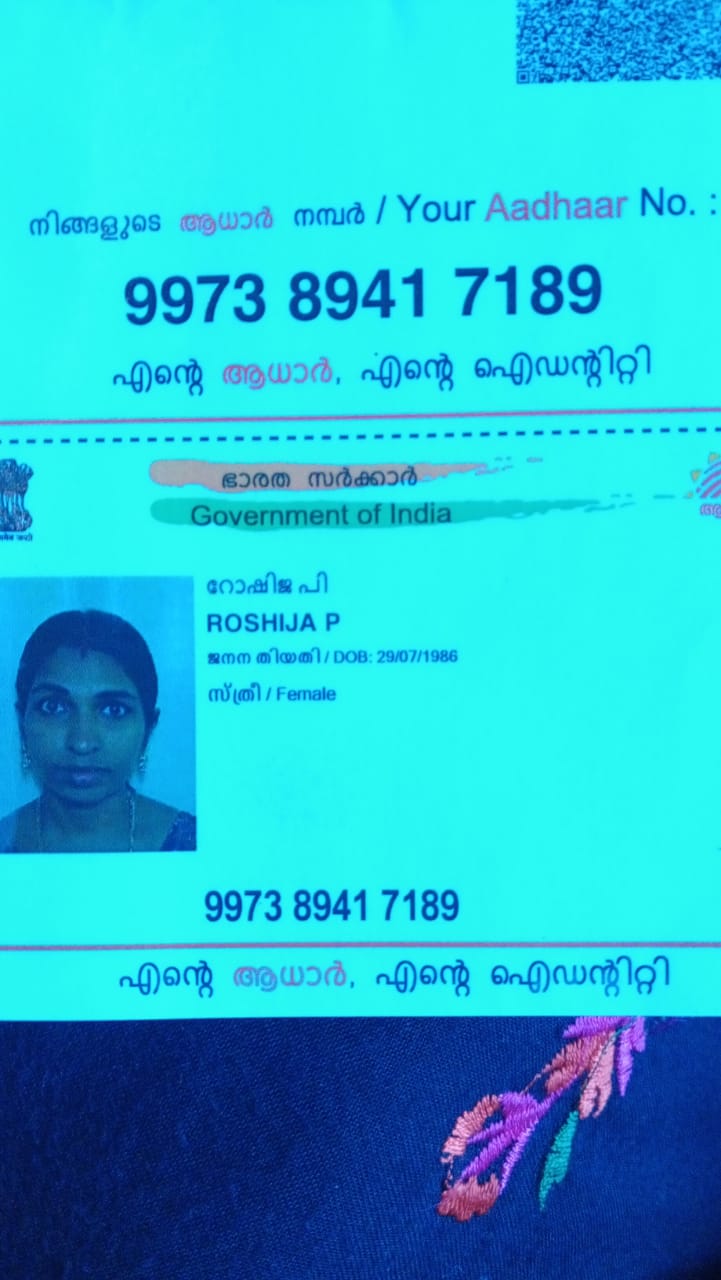 നിങ്ങളുടെ ആധാർ നമ്പർ / Your Aadhaar No. :
9973 8941 7189
എന്റെ ആധാർ, എന്റെ ഐഡന്റിറ്റി
ഭാരത സർക്കാർ
Government of India
റോഷിജ പി
ROSHIJA P
ജനന തിയതി / DOB: 29/07/1986
സ്ത്രീ / Female
9973 8941 7189
എന്റെ ആധാർ, എന്റെ ഐഡന്റിറ്റി